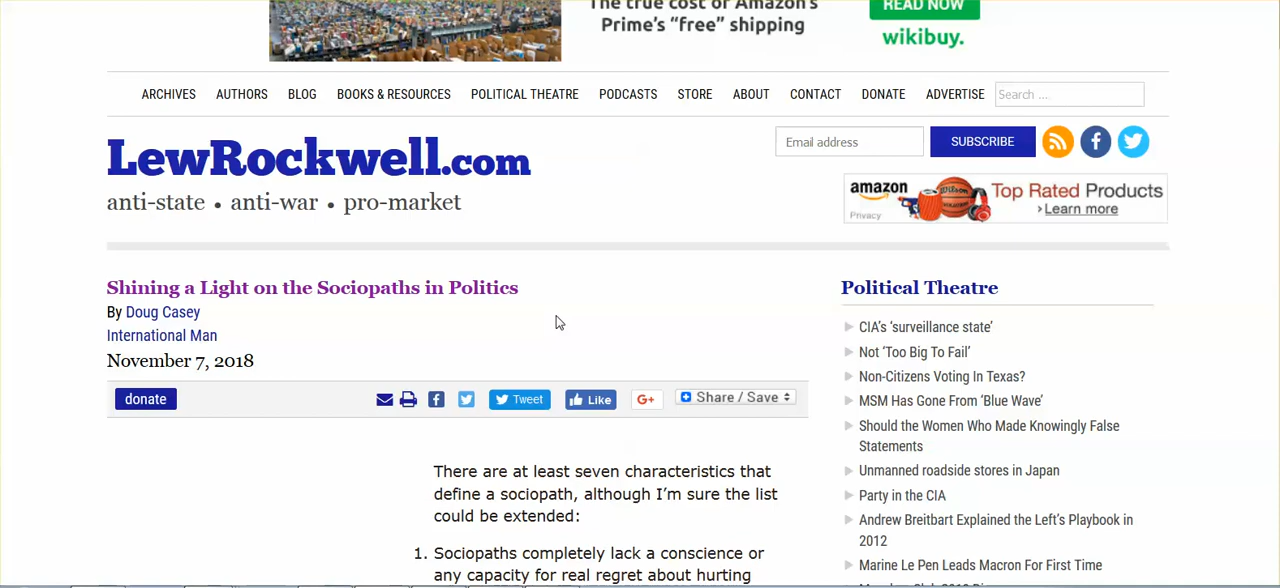 The true cost of Amazon's
Prime's "free" shipping
READ NOW
wikibuy.
ARCHIVES AUTHORS BLOG BOOKS & RESOURCES POLITICAL THEATRE PODCASTS STORE ABOUT CONTACT DONATE ADVERTISE Search ...
LewRockwell.com
anti-state • anti-war • pro-market
Email address SUBSCRIBE
amazon
Privacy
Top Rated Products
›Learn more
Shining a Light on the Sociopaths in Politics
By Doug Casey
International Man
November 7, 2018
donate Tweet Like G+ Share / Save
There are at least seven characteristics that
define a sociopath, although I'm sure the list
could be extended:
1. Sociopaths completely lack a conscience or
any capacity for real regret about hurting
Political Theatre
CIA's 'surveillance state'
Not 'Too Big To Fail'
Non-Citizens Voting In Texas?
MSM Has Gone From 'Blue Wave'
Should the Women Who Made Knowingly False
Statements
Unmanned roadside stores in Japan
Party in the CIA
Andrew Breitbart Explained the Left's Playbook in
2012
Marine Le Pen Leads Macron For First Time